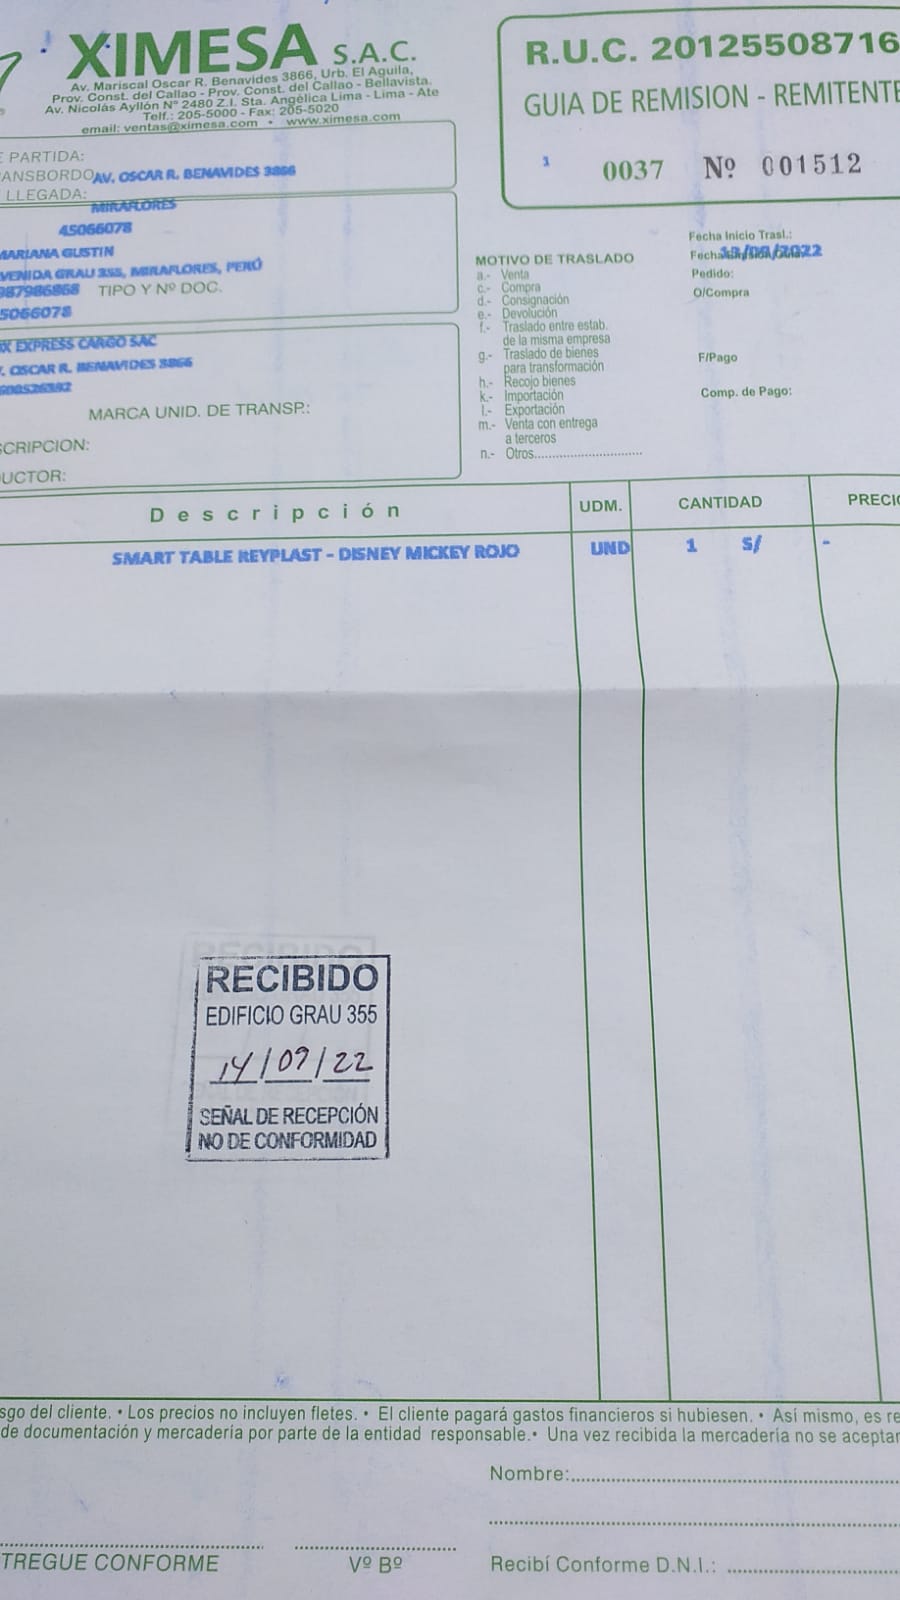 XIMESA S.A.C.
Av. Mariscal Oscar R. Benavides 3866, Urb. El Aguila,
Prov. Const. del Callao - Prov. Const. del Callao - Bellavista.
Av. Nicolás Ayllón Nº 2480 Z.I. Sta. Angélica Lima - Lima - Ate
Telf.: 205-5000 - Fax: 205-5020
email: ventas@ximesa.com • www.ximesa.com
R.U.C. 20125508716
GUIA DE REMISION - REMITENTE
1 0037 Nº 001512
E PARTIDA:
ANSBORDO AV. OSCAR R. BENAVIDES 3866
LLEGADA:
MIRAFLORES
45066078
MARIANA GUSTIN
VENIDA GRAU 355, MIRAFLORES, PERÚ
987986868 TIPO Y Nº DOC.
5066078
X EXPRESS CARGO SAC
. OSCAR R. BENAVIDES 3866
MARCA UNID. DE TRANSP.:
SCRIPCION:
UCTOR:
MOTIVO DE TRASLADO
a.- Venta
c.- Compra
d.- Consignación
e.- Devolución
f.- Traslado entre estab.
de la misma empresa
g.- Traslado de bienes
para transformación
h.- Recojo bienes
k.- Importación
l.- Exportación
m.- Venta con entrega
a terceros
n.- Otros..............................
Fecha Inicio Trasl.:
Fecha 13/09/2022
Pedido:
O/Compra
F/Pago
Comp. de Pago:
Descripción UDM. CANTIDAD PRECIO
SMART TABLE REYPLAST - DISNEY MICKEY ROJO UND 1 S/ -
RECIBIDO
EDIFICIO GRAU 355
14/09/22
SEÑAL DE RECEPCIÓN
NO DE CONFORMIDAD
sgo del cliente. • Los precios no incluyen fletes. • El cliente pagará gastos financieros si hubiesen. • Así mismo, es re
de documentación y mercadería por parte de la entidad responsable. • Una vez recibida la mercadería no se aceptar
Nombre:
TREGUE CONFORME
Vº Bº
Recibí Conforme D.N.I.: